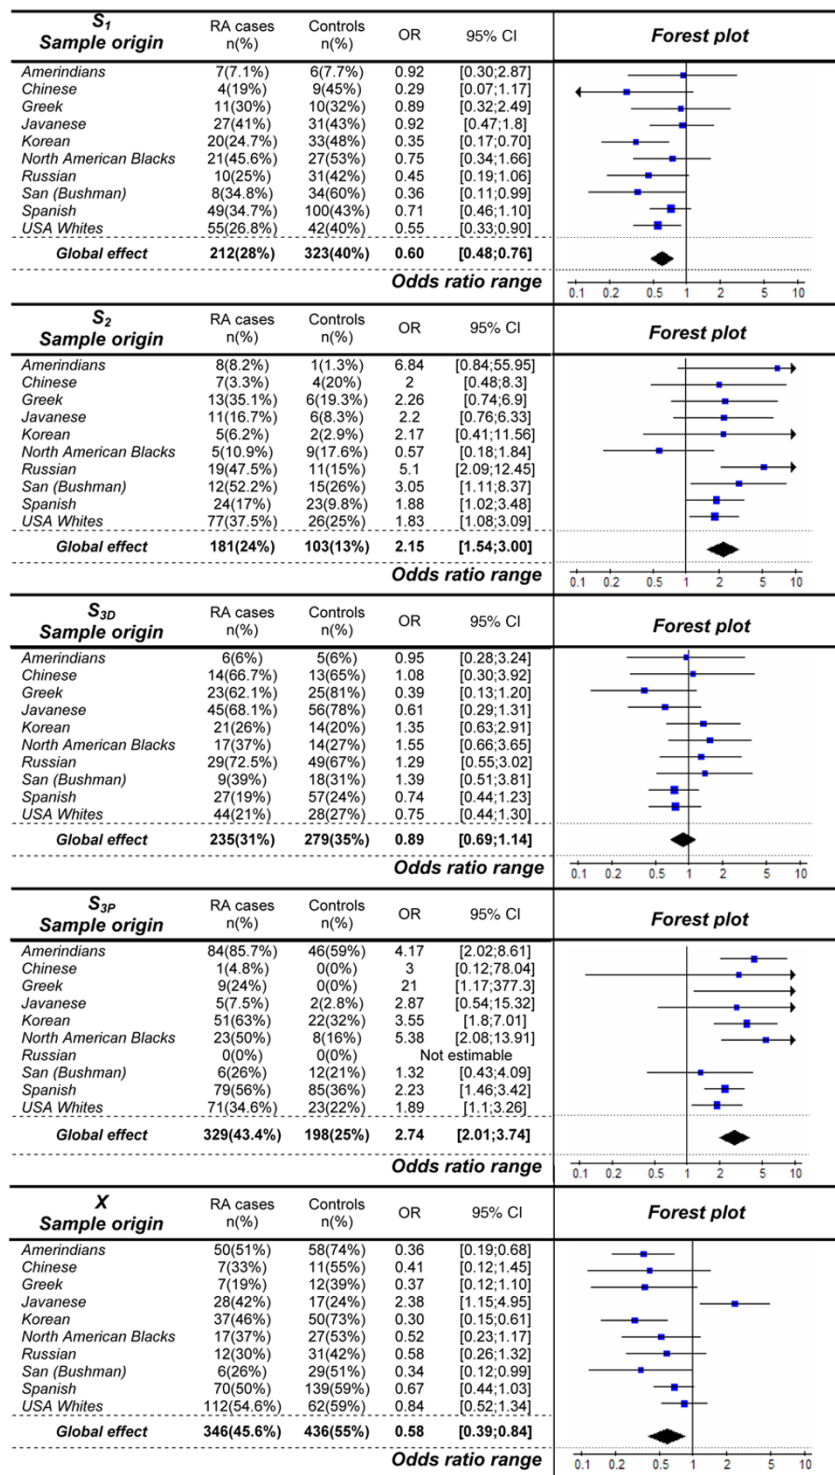 S1
Sample origin RA cases n(%) Controls n(%) OR 95% CI Forest plot
Amerindians 7(7.1%) 6(7.7%) 0.92 [0.30;2.87]
Chinese 4(19%) 9(45%) 0.29 [0.07;1.17]
Greek 11(30%) 10(32%) 0.89 [0.32;2.49]
Javanese 27(41%) 31(43%) 0.92 [0.47;1.8]
Korean 20(24.7%) 33(48%) 0.35 [0.17;0.70]
North American Blacks 21(45.6%) 27(53%) 0.75 [0.34;1.66]
Russian 10(25%) 31(42%) 0.45 [0.19;1.06]
San (Bushman) 8(34.8%) 34(60%) 0.36 [0.11;0.99]
Spanish 49(34.7%) 100(43%) 0.71 [0.46;1.10]
USA Whites 55(26.8%) 42(40%) 0.55 [0.33;0.90]
Global effect 212(28%) 323(40%) 0.60 [0.48;0.76]
Odds ratio range 0.1 0.2 0.5 1 2 5 10
S2
Sample origin RA cases n(%) Controls n(%) OR 95% CI Forest plot
Amerindians 8(8.2%) 1(1.3%) 6.84 [0.84;55.95]
Chinese 7(3.3%) 4(20%) 2 [0.48;8.3]
Greek 13(35.1%) 6(19.3%) 2.26 [0.74;6.9]
Javanese 11(16.7%) 6(8.3%) 2.2 [0.76;6.33]
Korean 5(6.2%) 2(2.9%) 2.17 [0.41;11.56]
North American Blacks 5(10.9%) 9(17.6%) 0.57 [0.18;1.84]
Russian 19(47.5%) 11(15%) 5.1 [2.09;12.45]
San (Bushman) 12(52.2%) 15(26%) 3.05 [1.11;8.37]
Spanish 24(17%) 23(9.8%) 1.88 [1.02;3.48]
USA Whites 77(37.5%) 26(25%) 1.83 [1.08;3.09]
Global effect 181(24%) 103(13%) 2.15 [1.54;3.00]
Odds ratio range 0.1 0.2 0.5 1 2 5 10
S3D
Sample origin RA cases n(%) Controls n(%) OR 95% CI Forest plot
Amerindians 6(6%) 5(6%) 0.95 [0.28;3.24]
Chinese 14(66.7%) 13(65%) 1.08 [0.30;3.92]
Greek 23(62.1%) 25(81%) 0.39 [0.13;1.20]
Javanese 45(68.1%) 56(78%) 0.61 [0.29;1.31]
Korean 21(26%) 14(20%) 1.35 [0.63;2.91]
North American Blacks 17(37%) 14(27%) 1.55 [0.66;3.65]
Russian 29(72.5%) 49(67%) 1.29 [0.55;3.02]
San (Bushman) 9(39%) 18(31%) 1.39 [0.51;3.81]
Spanish 27(19%) 57(24%) 0.74 [0.44;1.23]
USA Whites 44(21%) 28(27%) 0.75 [0.44;1.30]
Global effect 235(31%) 279(35%) 0.89 [0.69;1.14]
Odds ratio range 0.1 0.2 0.5 1 2 5 10
S3P
Sample origin RA cases n(%) Controls n(%) OR 95% CI Forest plot
Amerindians 84(85.7%) 46(59%) 4.17 [2.02;8.61]
Chinese 1(4.8%) 0(0%) 3 [0.12;78.04]
Greek 9(24%) 0(0%) 21 [1.17;377.3]
Javanese 5(7.5%) 2(2.8%) 2.87 [0.54;15.32]
Korean 51(63%) 22(32%) 3.55 [1.8;7.01]
North American Blacks 23(50%) 8(16%) 5.38 [2.08;13.91]
Russian 0(0%) 0(0%) Not estimable
San (Bushman) 6(26%) 12(21%) 1.32 [0.43;4.09]
Spanish 79(56%) 85(36%) 2.23 [1.46;3.42]
USA Whites 71(34.6%) 23(22%) 1.89 [1.1;3.26]
Global effect 329(43.4%) 198(25%) 2.74 [2.01;3.74]
Odds ratio range 0.1 0.2 0.5 1 2 5 10
X
Sample origin RA cases n(%) Controls n(%) OR 95% CI Forest plot
Amerindians 50(51%) 58(74%) 0.36 [0.19;0.68]
Chinese 7(33%) 11(55%) 0.41 [0.12;1.45]
Greek 7(19%) 12(39%) 0.37 [0.12;1.10]
Javanese 28(42%) 17(24%) 2.38 [1.15;4.95]
Korean 37(46%) 50(73%) 0.30 [0.15;0.61]
North American Blacks 17(37%) 27(53%) 0.52 [0.23;1.17]
Russian 12(30%) 31(42%) 0.58 [0.26;1.32]
San (Bushman) 6(26%) 29(51%) 0.34 [0.12;0.99]
Spanish 70(50%) 139(59%) 0.67 [0.44;1.03]
USA Whites 112(54.6%) 62(59%) 0.84 [0.52;1.34]
Global effect 346(45.6%) 436(55%) 0.58 [0.39;0.84]
Odds ratio range 0.1 0.2 0.5 1 2 5 10